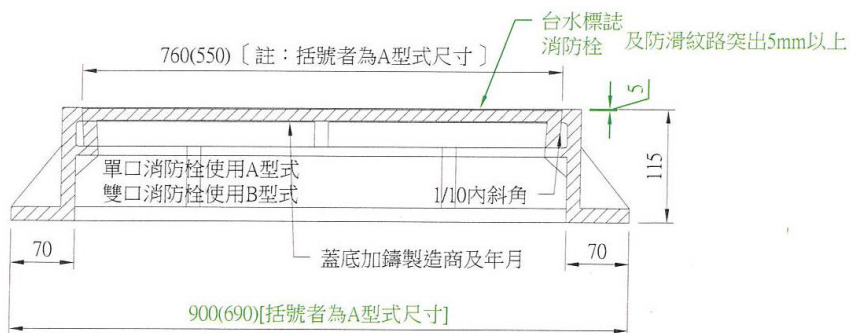 台水標誌
消防栓 及防滑紋路突出5mm以上
760(550)〔註：括號者為A型式尺寸〕
5
115
單口消防栓使用A型式
雙口消防栓使用B型式
1/10內斜角
70
蓋底加鑄製造商及年月
70
900(690)[括號者為A型式尺寸]